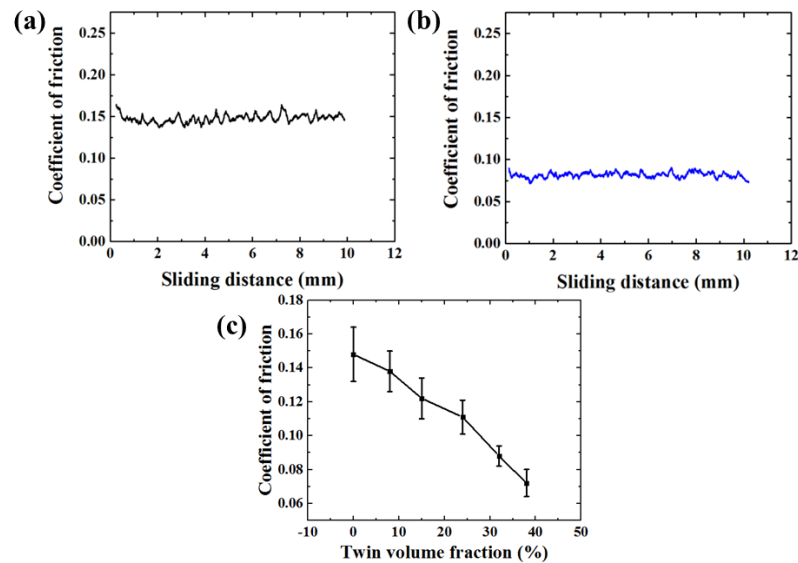 (a)
Coefficient of friction
0.25
0.20
0.15
0.10
0.05
0.00
0 2 4 6 8 10 12
Sliding distance (mm)
(b)
Coefficient of friction
0.25
0.20
0.15
0.10
0.05
0.00
0 2 4 6 8 10 12
Sliding distance (mm)
(c)
Coefficient of friction
0.18
0.16
0.14
0.12
0.10
0.08
0.06
-10 0 10 20 30 40 50
Twin volume fraction (%)